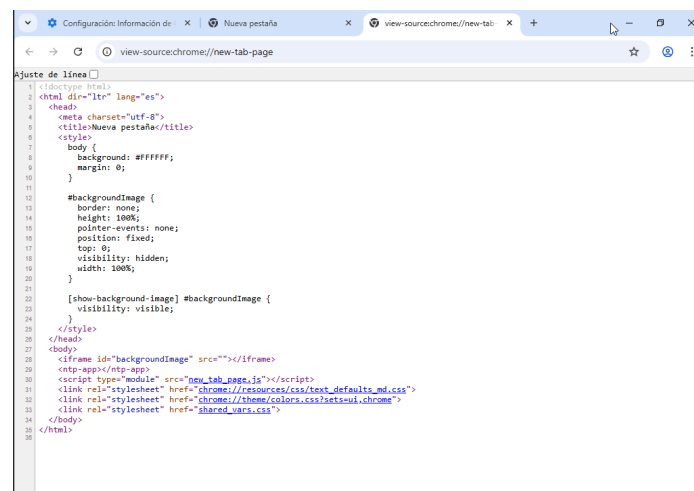 Configuración: Información de
Nueva pestaña
view-source:chrome://new-tab-
view-source:chrome://new-tab-page
Ajuste de línea
1 <!doctype html>
2 <html dir="ltr" lang="es">
3 <head>
4 <meta charset="utf-8">
5 <title>Nueva pestaña</title>
6 <style>
7 body {
8 background: #FFFFFF;
9 margin: 0;
10 }
11
12 #backgroundImage {
13 border: none;
14 height: 100%;
15 pointer-events: none;
16 position: fixed;
17 top: 0;
18 visibility: hidden;
19 width: 100%;
20 }
21
22 [show-background-image] #backgroundImage {
23 visibility: visible;
24 }
25 </style>
26 </head>
27 <body>
28 <iframe id="backgroundImage" src=""></iframe>
29 <ntp-app></ntp-app>
30 <script type="module" src="new_tab_page.js"></script>
31 <link rel="stylesheet" href="chrome://resources/css/text_defaults_md.css">
32 <link rel="stylesheet" href="chrome://theme/colors.css?sets=ui,chrome">
33 <link rel="stylesheet" href="shared_vars.css">
34 </body>
35 </html>
36